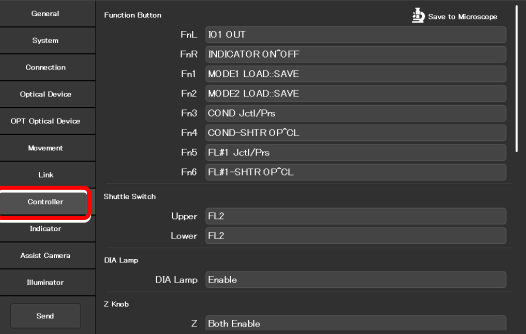 General
System
Connection
Optical Device
OPT Optical Device
Movement
Link
Controller
Indicator
Assist Camera
Illuminator
Send
Function Button
Save to Microscope
FnL IO1 OUT
FnR INDICATOR ON^OFF
Fn1 MODE1 LOAD::SAVE
Fn2 MODE2 LOAD::SAVE
Fn3 COND Jctl/Prs
Fn4 COND-SHTR OP^CL
Fn5 FL#1 Jctl/Prs
Fn6 FL#1-SHTR OP^CL
Shuttle Switch
Upper FL2
Lower FL2
DIA Lamp
DIA Lamp Enable
Z Knob
Z Both Enable